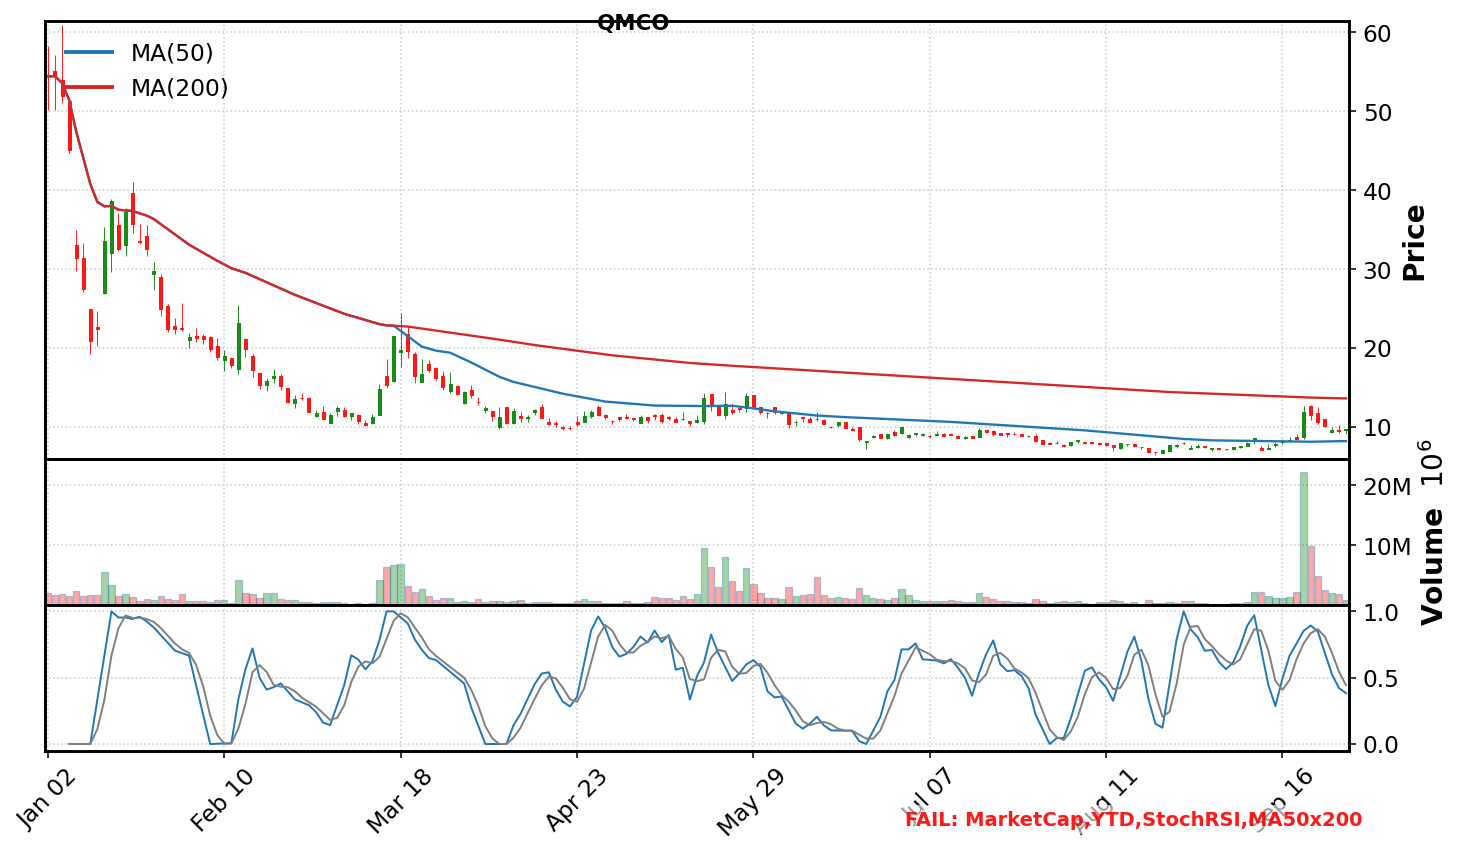 QMCO
MA(50)
MA(200)
60
50
40
30
20
10
Price
20M
10M
Volume 10^6
1.0
0.5
0.0
Jan 02
Feb 10
Mar 18
Apr 23
May 29
Jul 07
Aug 11
Sep 16
FAIL: MarketCap,YTD,StochRSI,MA50x200